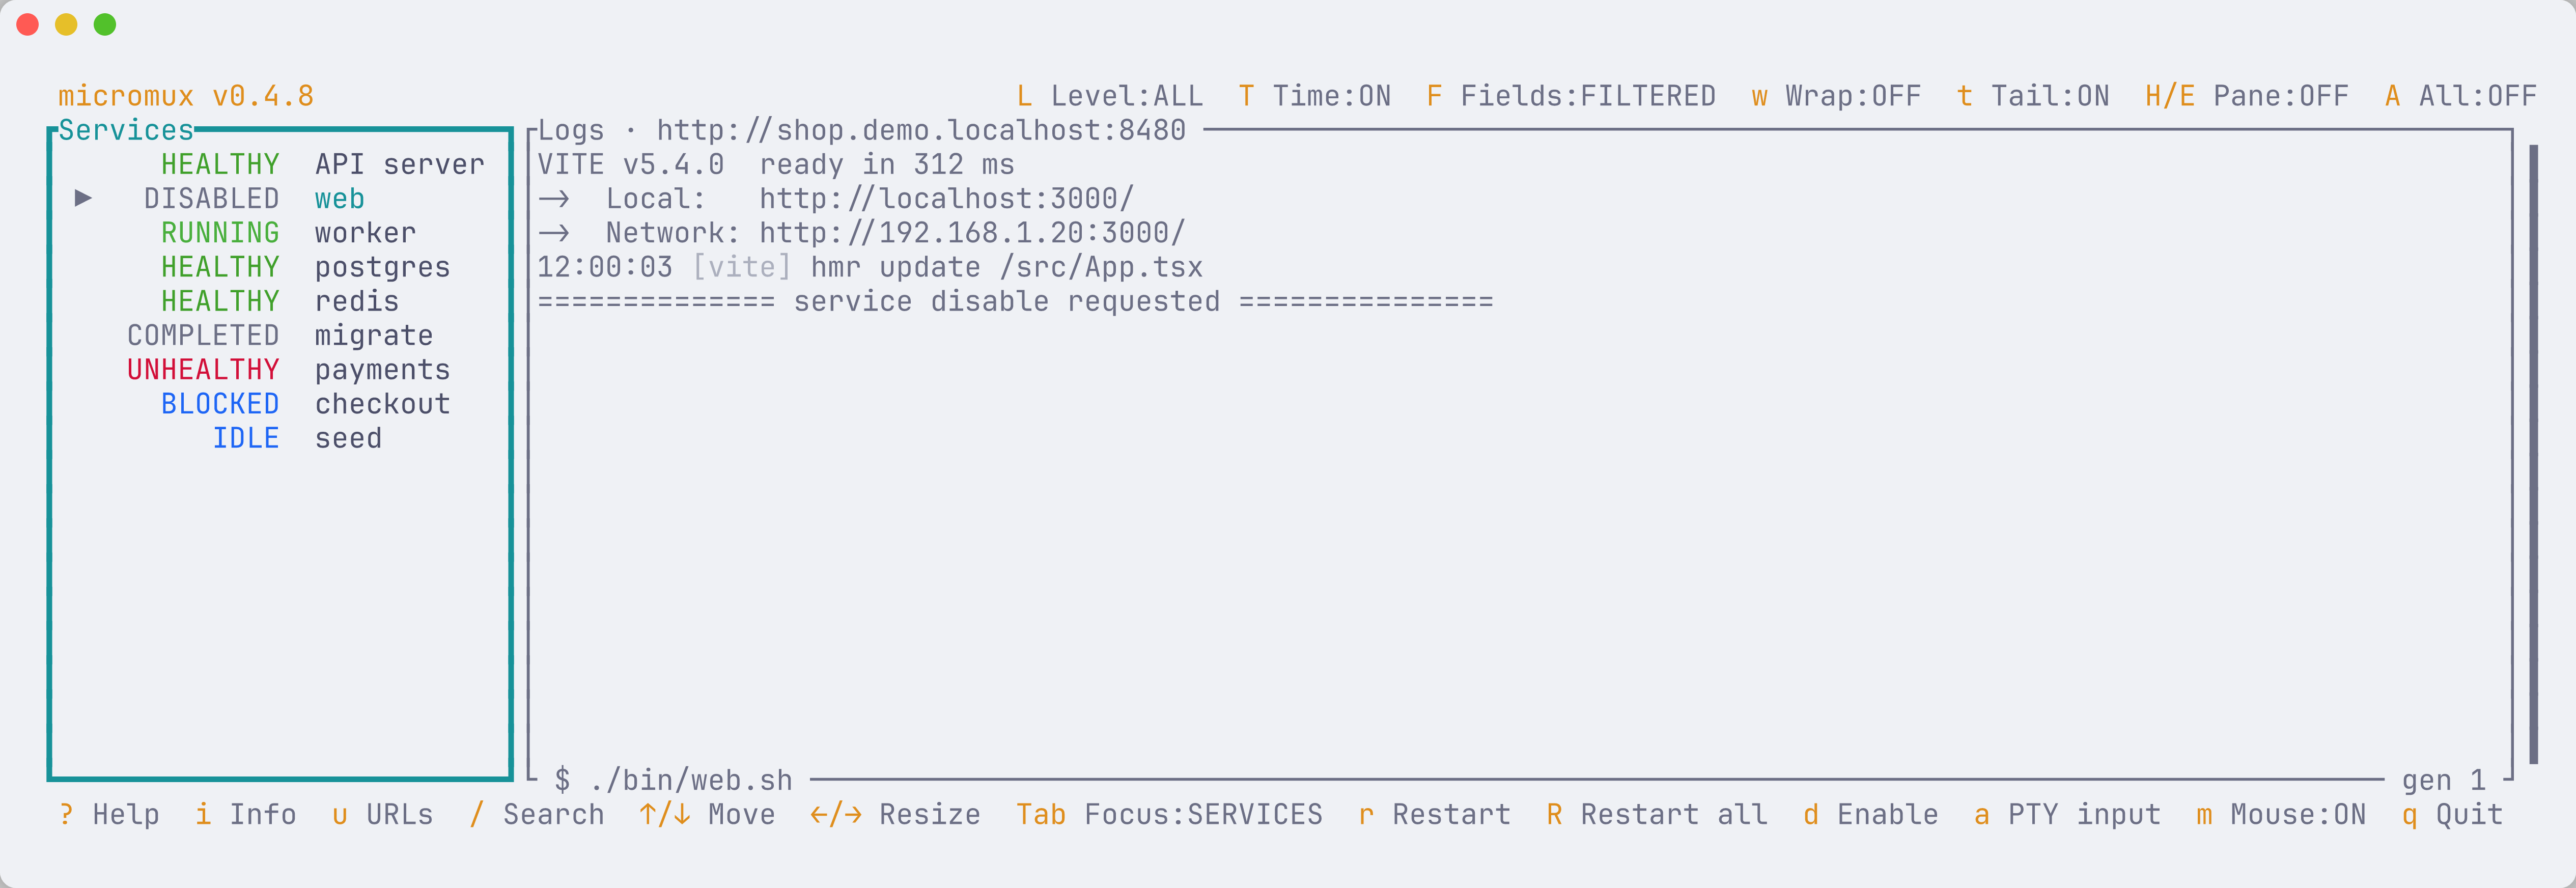 micromux v0.4.8 L Level:ALL T Time:ON F Fields:FILTERED w Wrap:OFF t Tail:ON H/E Pane:OFF A All:OFF
Services
HEALTHY API server
▶ DISABLED web
RUNNING worker
HEALTHY postgres
HEALTHY redis
COMPLETED migrate
UNHEALTHY payments
BLOCKED checkout
IDLE seed
Logs · http://shop.demo.localhost:8480
VITE v5.4.0 ready in 312 ms
→ Local: http://localhost:3000/
→ Network: http://192.168.1.20:3000/
12:00:03 [vite] hmr update /src/App.tsx
============== service disable requested ===============
$ ./bin/web.sh gen 1
? Help i Info u URLs / Search ↑/↓ Move ←/→ Resize Tab Focus:SERVICES r Restart R Restart all d Enable a PTY input m Mouse:ON q Quit